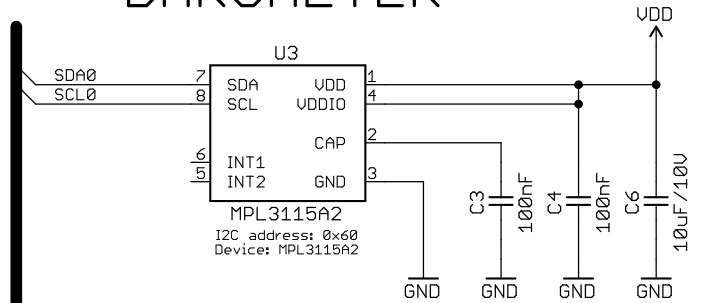 BAROMETER
VDD
U3
SDA0 7 SDA VDD 1
SCL0 8 SCL VDDIO 4
CAP 2
6 INT1
5 INT2 GND 3
C3 100nF C4 100nF C6 10uF/10V
MPL3115A2
I2C address: 0x60
Device: MPL3115A2
GND GND GND GND